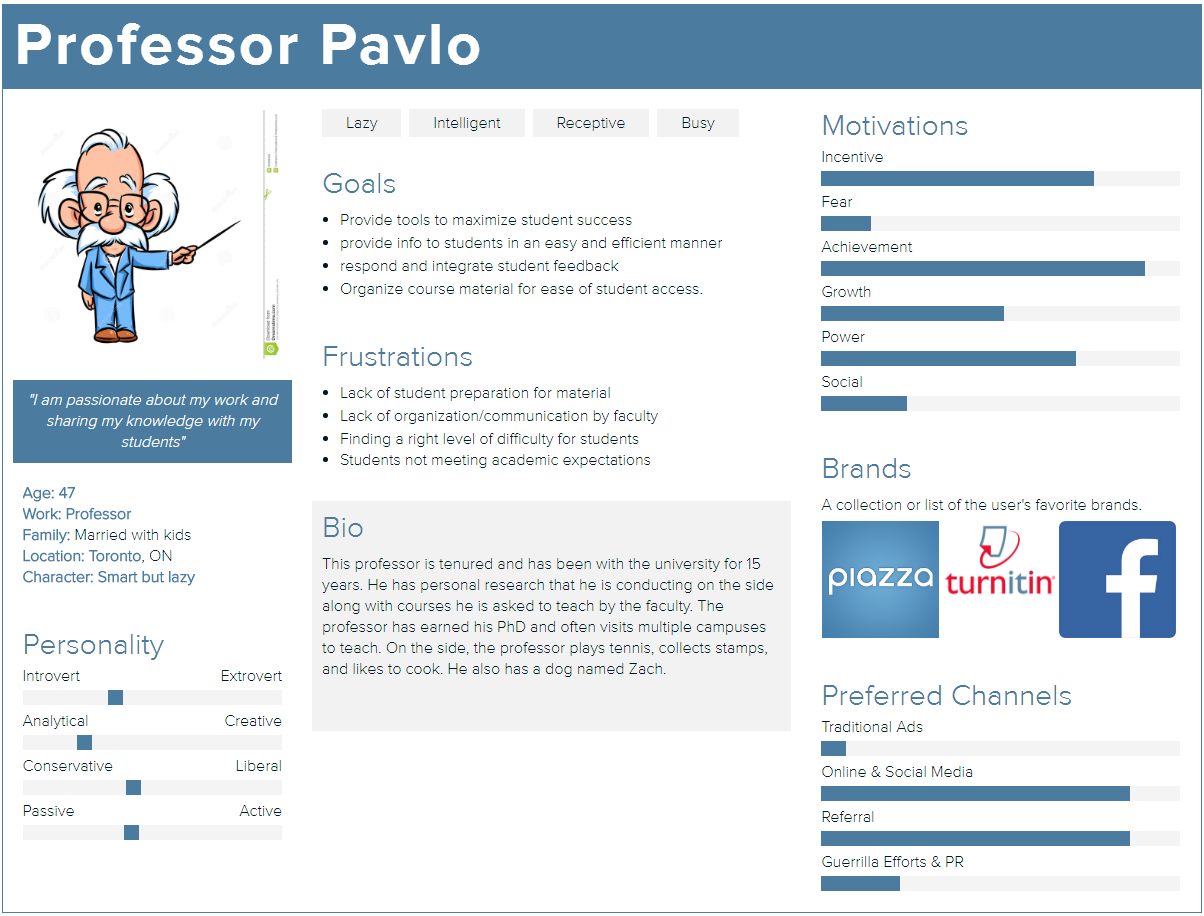 Professor Pavlo
"I am passionate about my work and
sharing my knowledge with my
students"
Age: 47
Work: Professor
Family: Married with kids
Location: Toronto, ON
Character: Smart but lazy
Personality
Introvert Extrovert
Analytical Creative
Conservative Liberal
Passive Active
Lazy Intelligent Receptive Busy
Goals
Provide tools to maximize student success
provide info to students in an easy and efficient manner
respond and integrate student feedback
Organize course material for ease of student access.
Frustrations
Lack of student preparation for material
Lack of organization/communication by faculty
Finding a right level of difficulty for students
Students not meeting academic expectations
Bio
This professor is tenured and has been with the university for 15
years. He has personal research that he is conducting on the side
along with courses he is asked to teach by the faculty. The
professor has earned his PhD and often visits multiple campuses
to teach. On the side, the professor plays tennis, collects stamps,
and likes to cook. He also has a dog named Zach.
Motivations
Incentive
Fear
Achievement
Growth
Power
Social
Brands
A collection or list of the user's favorite brands.
piazza turnitin f
Preferred Channels
Traditional Ads
Online & Social Media
Referral
Guerrilla Efforts & PR